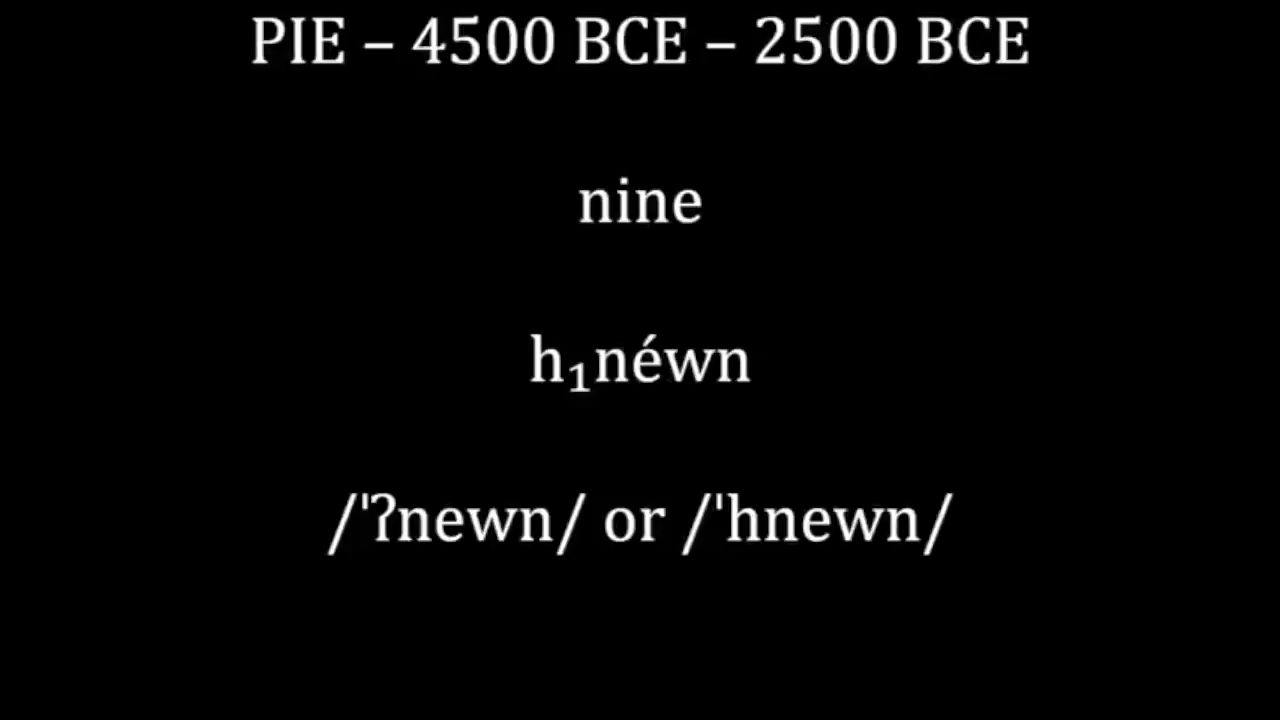 PIE – 4500 BCE – 2500 BCE
nine
h₁néwn
/ˈʔnewn/ or /ˈhnewn/